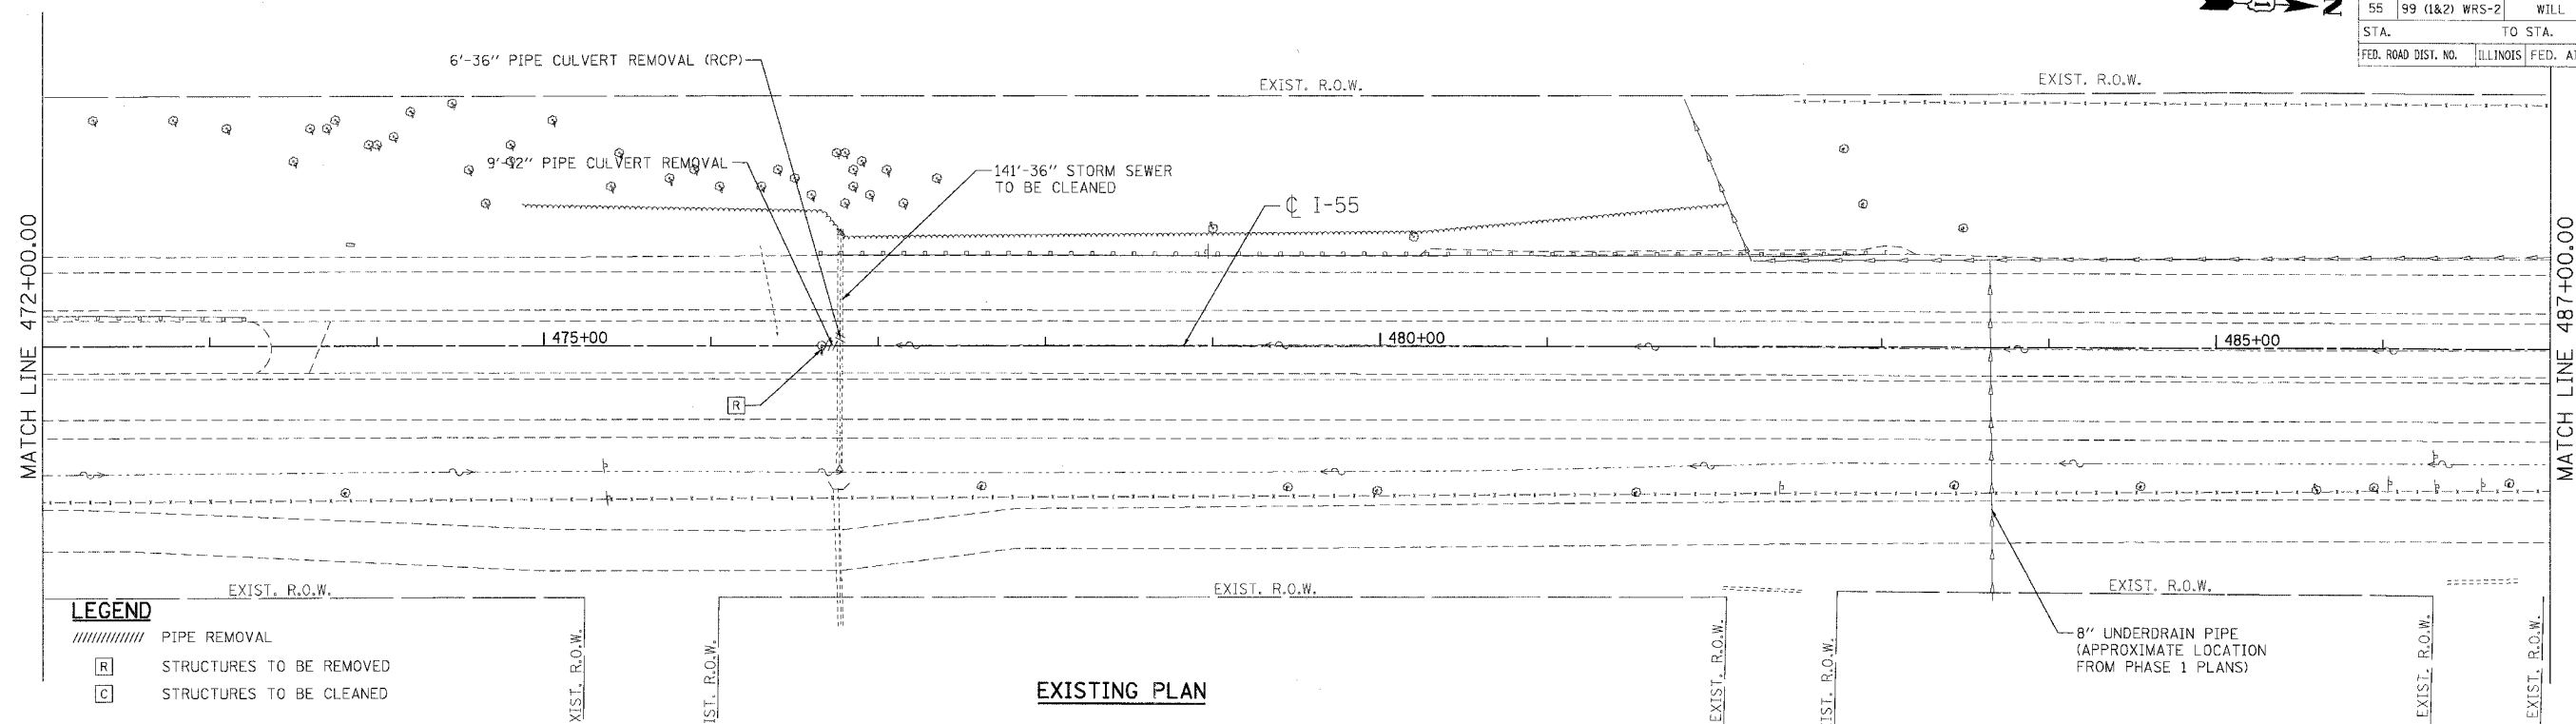 N
55 99 (1&2) WRS-2 WILL
STA. TO STA.
FED. ROAD DIST. NO. ILLINOIS FED.
6'-36" PIPE CULVERT REMOVAL (RCP)
EXIST. R.O.W.
EXIST. R.O.W.
9'-12" PIPE CULVERT REMOVAL
141'-36" STORM SEWER
TO BE CLEANED
℄ I-55
MATCH LINE 472+00.00
MATCH LINE 487+00.00
475+00
480+00
485+00
R
EXIST. R.O.W.
EXIST. R.O.W.
EXIST. R.O.W.
LEGEND
PIPE REMOVAL
R STRUCTURES TO BE REMOVED
C STRUCTURES TO BE CLEANED
XIST. R.O.W.
IST. R.O.W.
EXIST. R.O.W.
IST. R.O.W.
EXIST. R.O.W.
EXIST. R.O.W.
8" UNDERDRAIN PIPE
(APPROXIMATE LOCATION
FROM PHASE 1 PLANS)
EXISTING PLAN